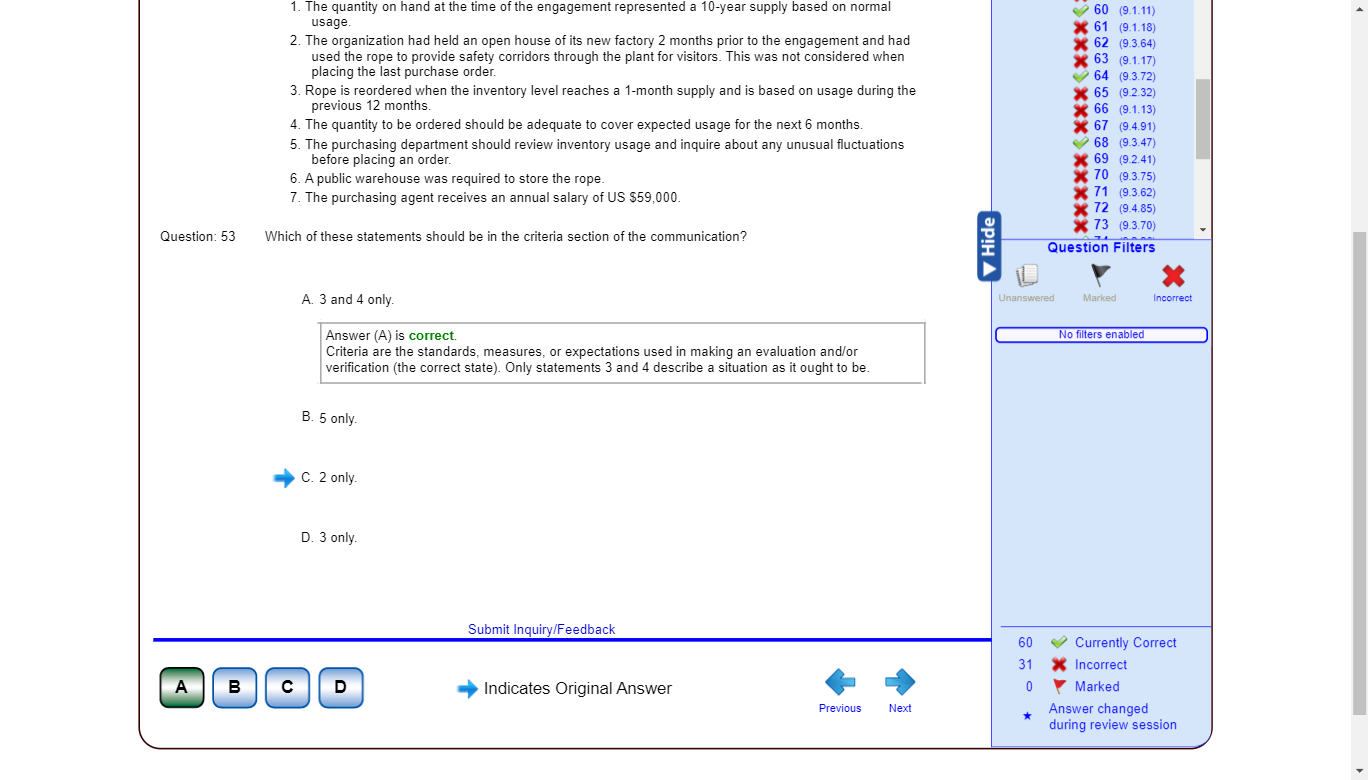 1. The quantity on hand at the time of the engagement represented a 10-year supply based on normal
usage.
2. The organization had held an open house of its new factory 2 months prior to the engagement and had
used the rope to provide safety corridors through the plant for visitors. This was not considered when
placing the last purchase order.
3. Rope is reordered when the inventory level reaches a 1-month supply and is based on usage during the
previous 12 months.
4. The quantity to be ordered should be adequate to cover expected usage for the next 6 months.
5. The purchasing department should review inventory usage and inquire about any unusual fluctuations
before placing an order.
6. A public warehouse was required to store the rope.
7. The purchasing agent receives an annual salary of US $59,000.
Question: 53 Which of these statements should be in the criteria section of the communication?
A. 3 and 4 only.
Answer (A) is correct.
Criteria are the standards, measures, or expectations used in making an evaluation and/or
verification (the correct state). Only statements 3 and 4 describe a situation as it ought to be.
B. 5 only.
C. 2 only.
D. 3 only.
Submit Inquiry/Feedback
A B C D
Indicates Original Answer
Previous Next
60 (9.1.11)
61 (9.1.18)
62 (9.3.64)
63 (9.1.17)
64 (9.3.72)
65 (9.2.32)
66 (9.1.13)
67 (9.4.91)
68 (9.3.47)
69 (9.2.41)
70 (9.3.75)
71 (9.3.62)
72 (9.4.85)
73 (9.3.70)
Hide
Question Filters
Unanswered Marked Incorrect
No filters enabled
60 Currently Correct
31 Incorrect
0 Marked
Answer changed
during review session